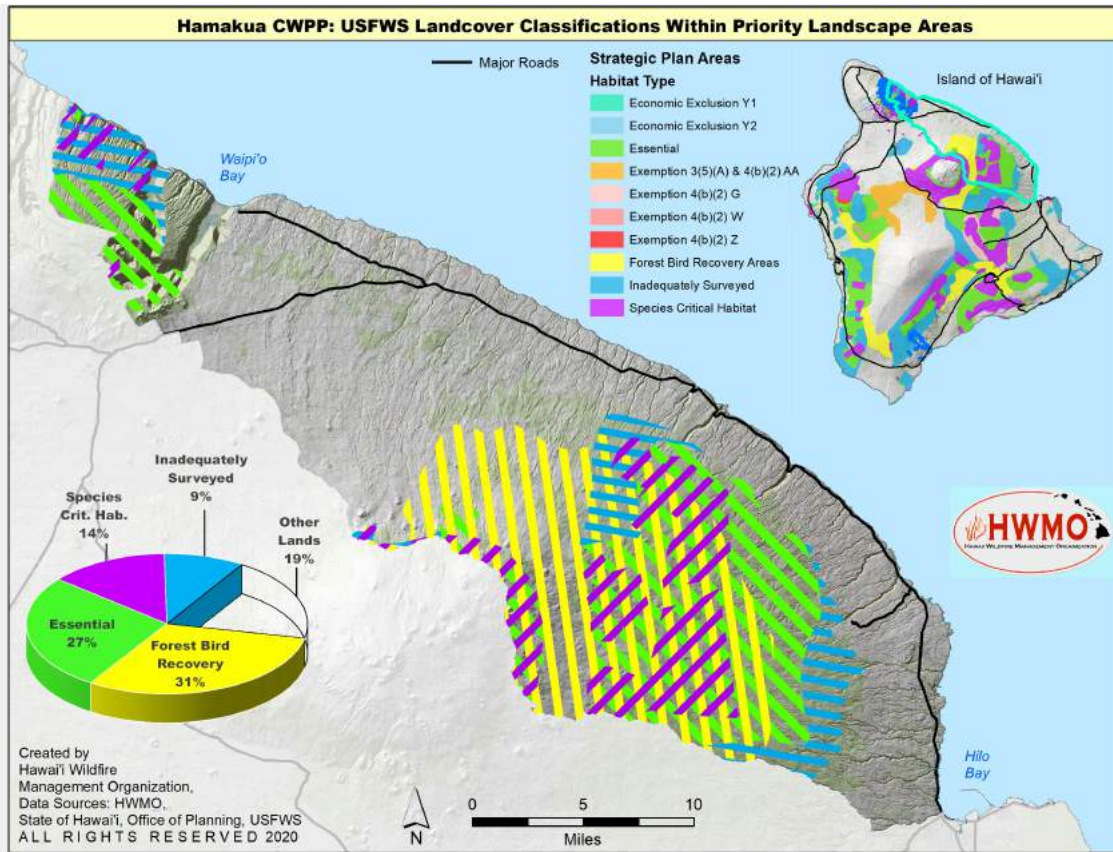 Hamakua CWPP: USFWS Landcover Classifications Within Priority Landscape Areas
Major Roads
Strategic Plan Areas
Habitat Type
Economic Exclusion Y1
Economic Exclusion Y2
Essential
Exemption 3(5)(A) & 4(b)(2) AA
Exemption 4(b)(2) G
Exemption 4(b)(2) W
Exemption 4(b)(2) Z
Forest Bird Recovery Areas
Inadequately Surveyed
Species Critical Habitat
Island of Hawai'i
Waipi'o
Bay
Inadequately
Surveyed
9%
Species
Crit. Hab.
14%
Other
Lands
19%
Essential
27%
Forest Bird
Recovery
31%
HWMO
HAWAII WILDFIRE MANAGEMENT ORGANIZATION
Hilo
Bay
Created by
Hawai'i Wildfire
Management Organization,
Data Sources: HWMO,
State of Hawai'i, Office of Planning, USFWS
ALL RIGHTS RESERVED 2020
N
0 5 10
Miles